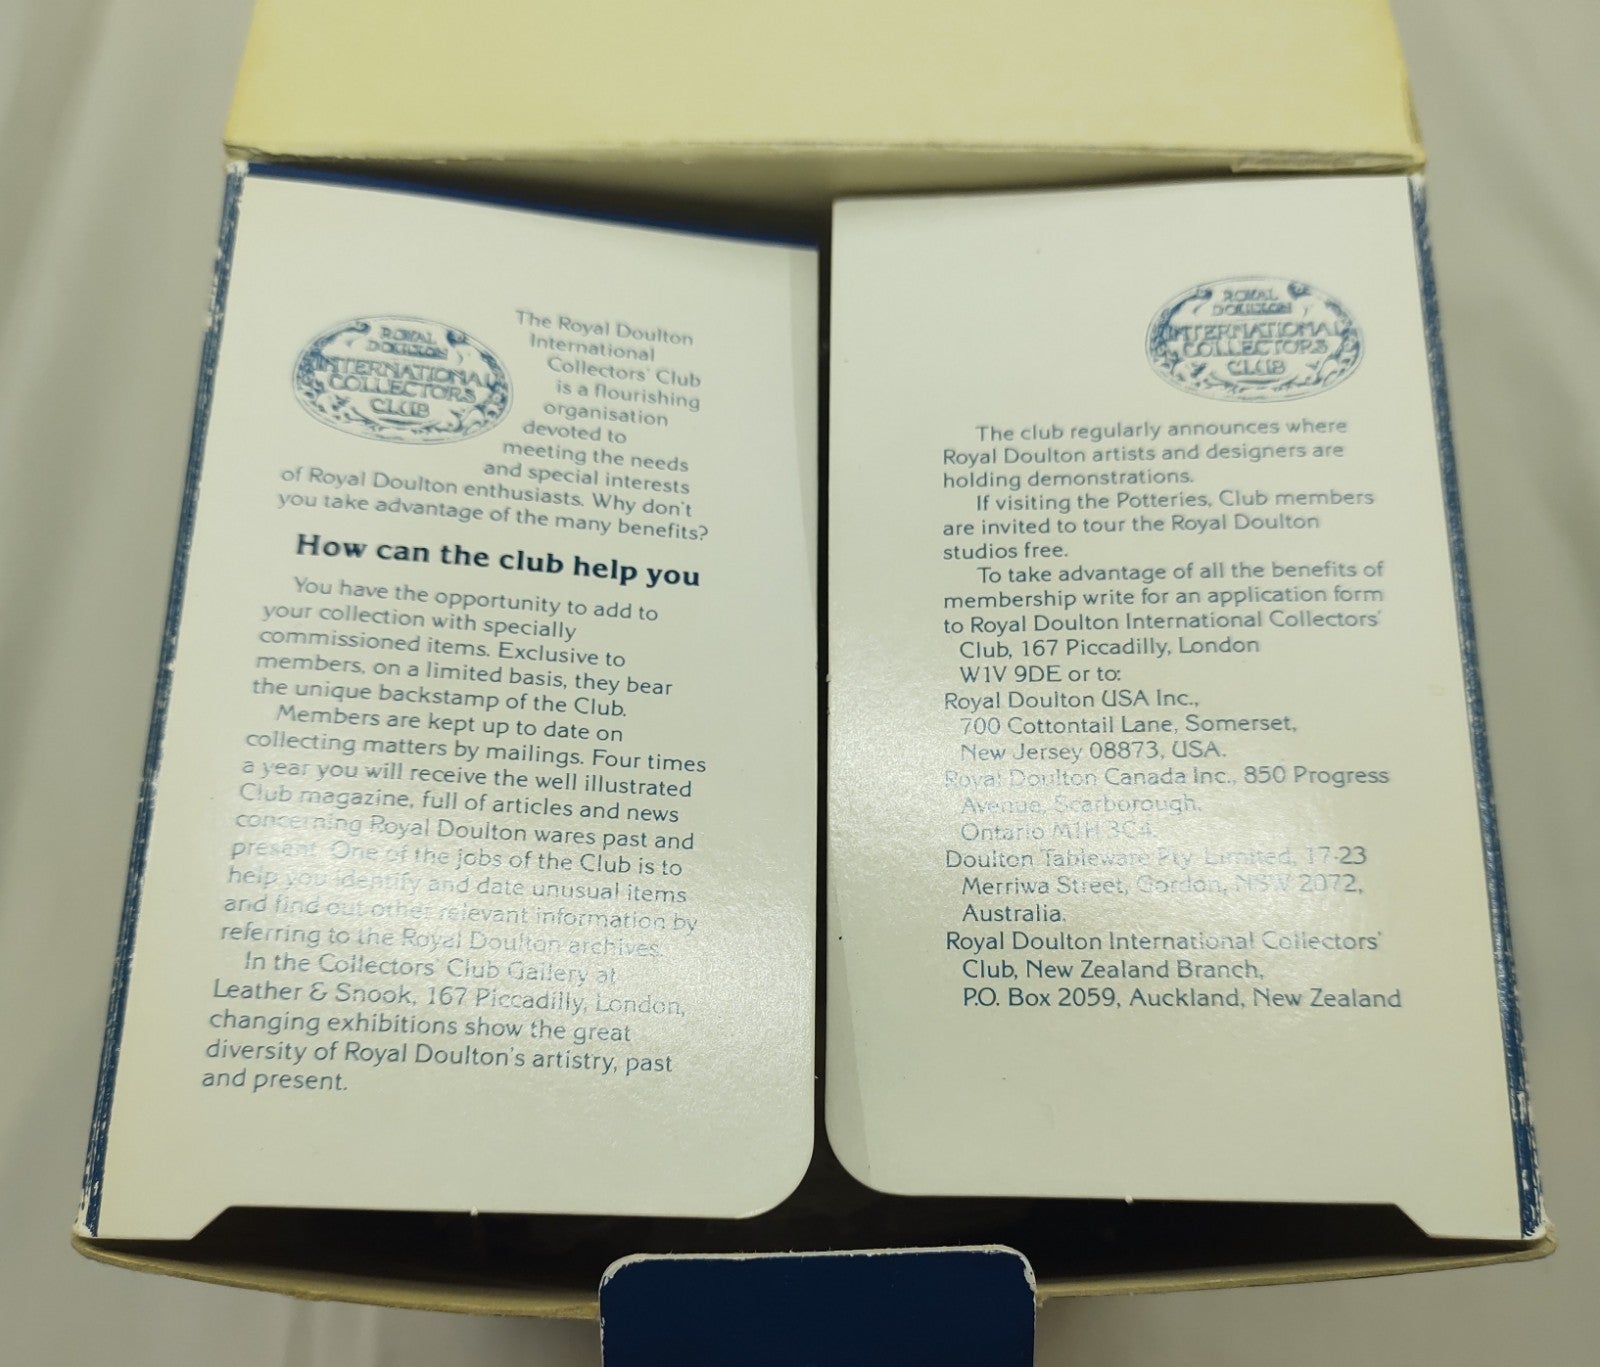 ROYAL
DOULTON
INTERNATIONAL
COLLECTORS
CLUB
The Royal Doulton
International
Collectors' Club
is a flourishing
organisation
devoted to
meeting the needs
and special interests
of Royal Doulton enthusiasts. Why don't
you take advantage of the many benefits?
How can the club help you
You have the opportunity to add to
your collection with specially
commissioned items. Exclusive to
members, on a limited basis, they bear
the unique backstamp of the Club.
Members are kept up to date on
collecting matters by mailings. Four times
a year you will receive the well illustrated
Club magazine, full of articles and news
concerning Royal Doulton wares past and
present. One of the jobs of the Club is to
help you identify and date unusual items
and find out other relevant information by
referring to the Royal Doulton archives.
In the Collectors' Club Gallery at
Leather & Snook, 167 Piccadilly, London,
changing exhibitions show the great
diversity of Royal Doulton's artistry, past
and present.
ROYAL
DOULTON
INTERNATIONAL
COLLECTORS
CLUB
The club regularly announces where
Royal Doulton artists and designers are
holding demonstrations.
If visiting the Potteries, Club members
are invited to tour the Royal Doulton
studios free.
To take advantage of all the benefits of
membership write for an application form
to Royal Doulton International Collectors'
Club, 167 Piccadilly, London
W1V 9DE or to:
Royal Doulton USA Inc.,
700 Cottontail Lane, Somerset,
New Jersey 08873, USA.
Royal Doulton Canada Inc., 850 Progress
Avenue, Scarborough,
Ontario M1H 3C4.
Doulton Tableware Pty. Limited, 17-23
Merriwa Street, Gordon, NSW 2072,
Australia.
Royal Doulton International Collectors'
Club, New Zealand Branch,
P.O. Box 2059, Auckland, New Zealand